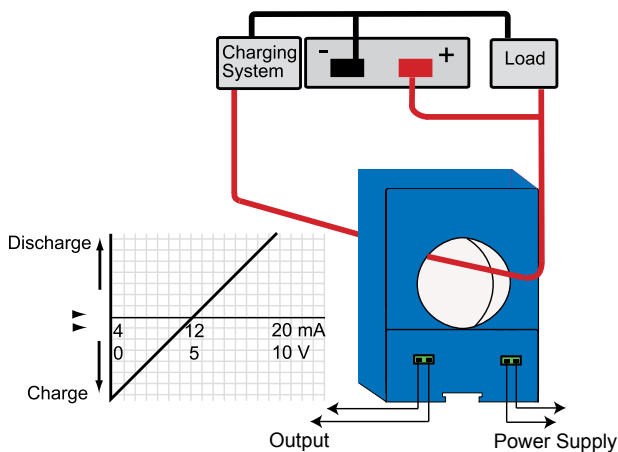 Charging
System
- +
Load
Discharge
4 12 20 mA
0 5 10 V
Charge
Output
Power Supply